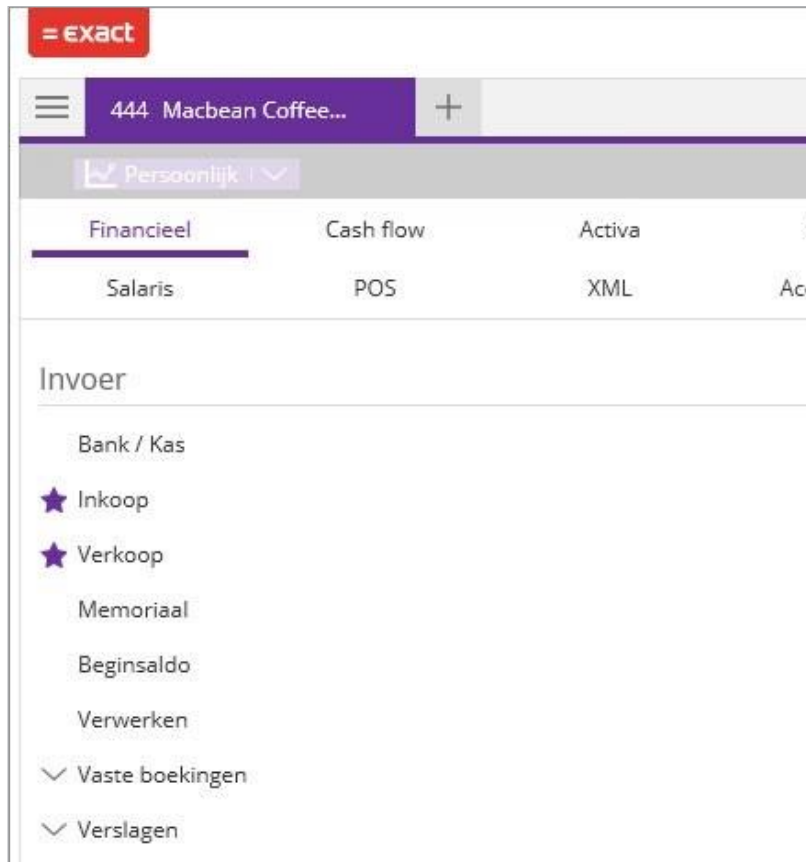 =exact
444 Macbean Coffee...
Persoonlijk
Financieel Cash flow Activa
Salaris POS XML
Invoer
Bank / Kas
Inkoop
Verkoop
Memoriaal
Beginsaldo
Verwerken
Vaste boekingen
Verslagen